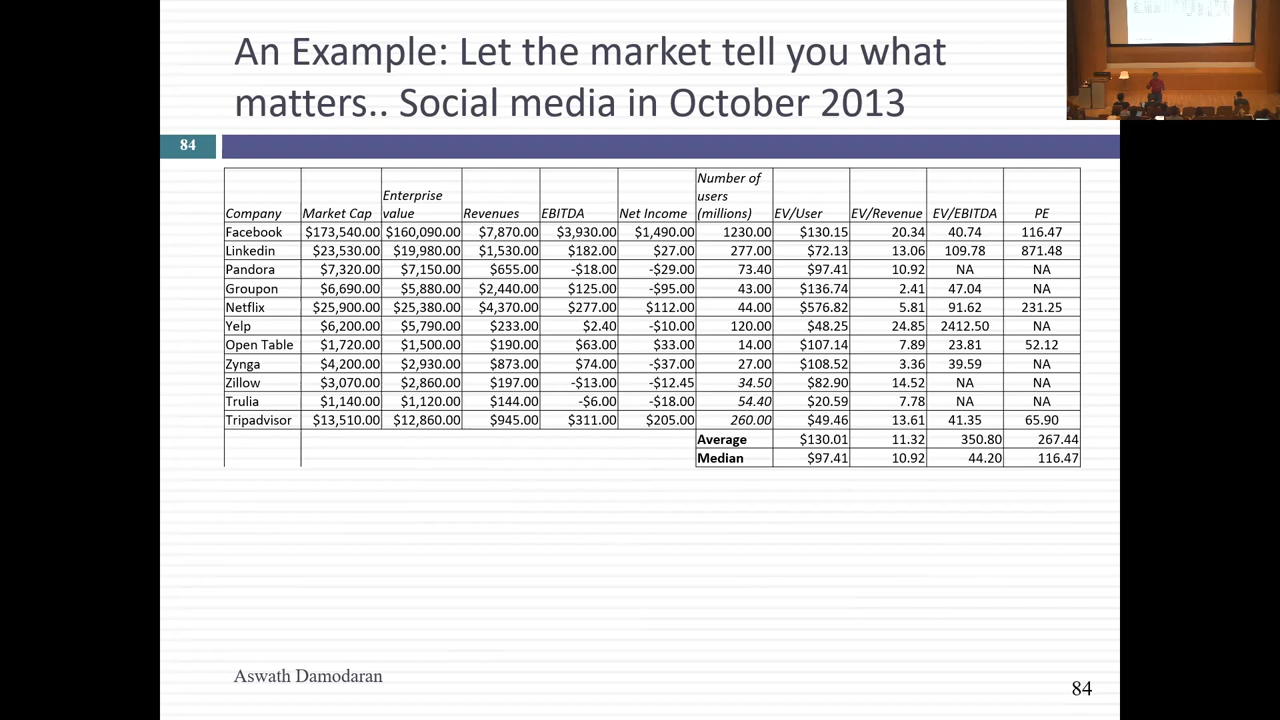 An Example: Let the market tell you what
matters.. Social media in October 2013
84
Company Market Cap Enterprise value Revenues EBITDA Net Income Number of users (millions) EV/User EV/Revenue EV/EBITDA PE
Facebook $173,540.00 $160,090.00 $7,870.00 $3,930.00 $1,490.00 1230.00 $130.15 20.34 40.74 116.47
Linkedin $23,530.00 $19,980.00 $1,530.00 $182.00 $27.00 277.00 $72.13 13.06 109.78 871.48
Pandora $7,320.00 $7,150.00 $655.00 -$18.00 -$29.00 73.40 $97.41 10.92 NA NA
Groupon $6,690.00 $5,880.00 $2,440.00 $125.00 -$95.00 43.00 $136.74 2.41 47.04 NA
Netflix $25,900.00 $25,380.00 $4,370.00 $277.00 $112.00 44.00 $576.82 5.81 91.62 231.25
Yelp $6,200.00 $5,790.00 $233.00 $2.40 -$10.00 120.00 $48.25 24.85 2412.50 NA
Open Table $1,720.00 $1,500.00 $190.00 $63.00 $33.00 14.00 $107.14 7.89 23.81 52.12
Zynga $4,200.00 $2,930.00 $873.00 $74.00 -$37.00 27.00 $108.52 3.36 39.59 NA
Zillow $3,070.00 $2,860.00 $197.00 -$13.00 -$12.45 34.50 $82.90 14.52 NA NA
Trulia $1,140.00 $1,120.00 $144.00 -$6.00 -$18.00 54.40 $20.59 7.78 NA NA
Tripadvisor $13,510.00 $12,860.00 $945.00 $311.00 $205.00 260.00 $49.46 13.61 41.35 65.90
Average $130.01 11.32 350.80 267.44
Median $97.41 10.92 44.20 116.47
Aswath Damodaran
84